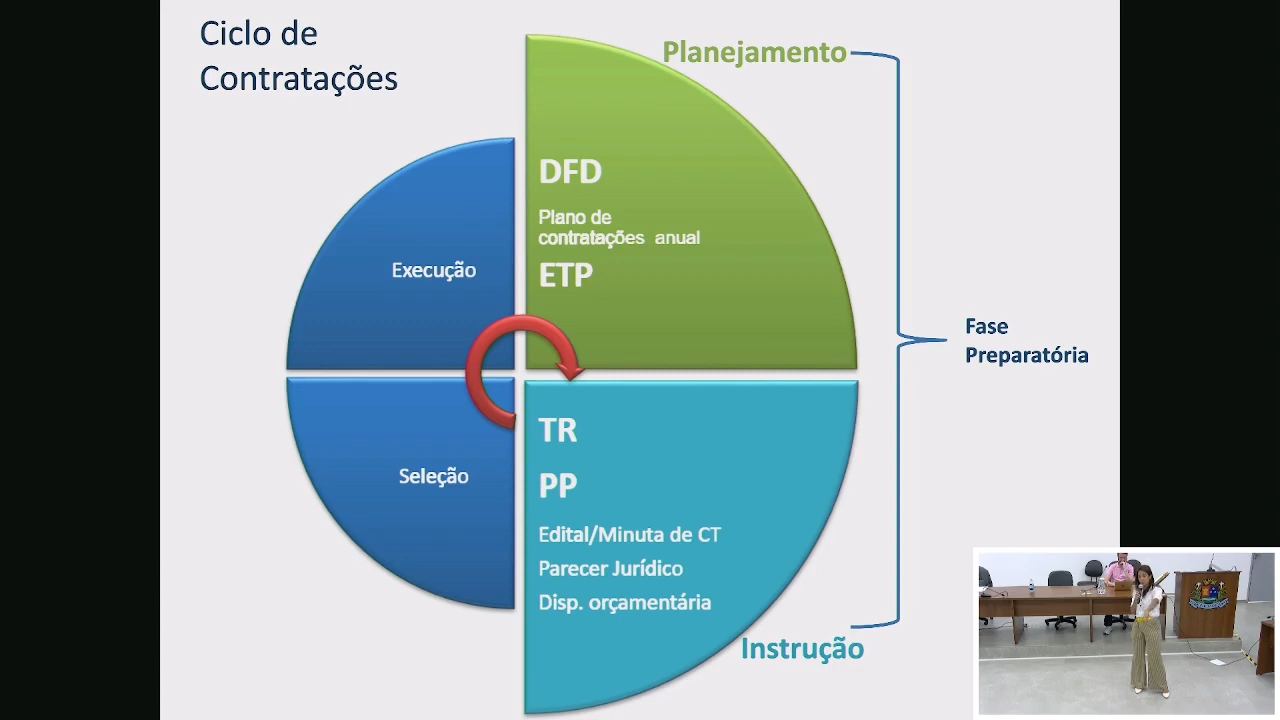 Ciclo de
Contratações
Planejamento
DFD
Plano de
contratações anual
ETP
Execução
Fase
Preparatória
TR
PP
Seleção
Edital/Minuta de CT
Parecer Jurídico
Disp. orçamentária
Instrução